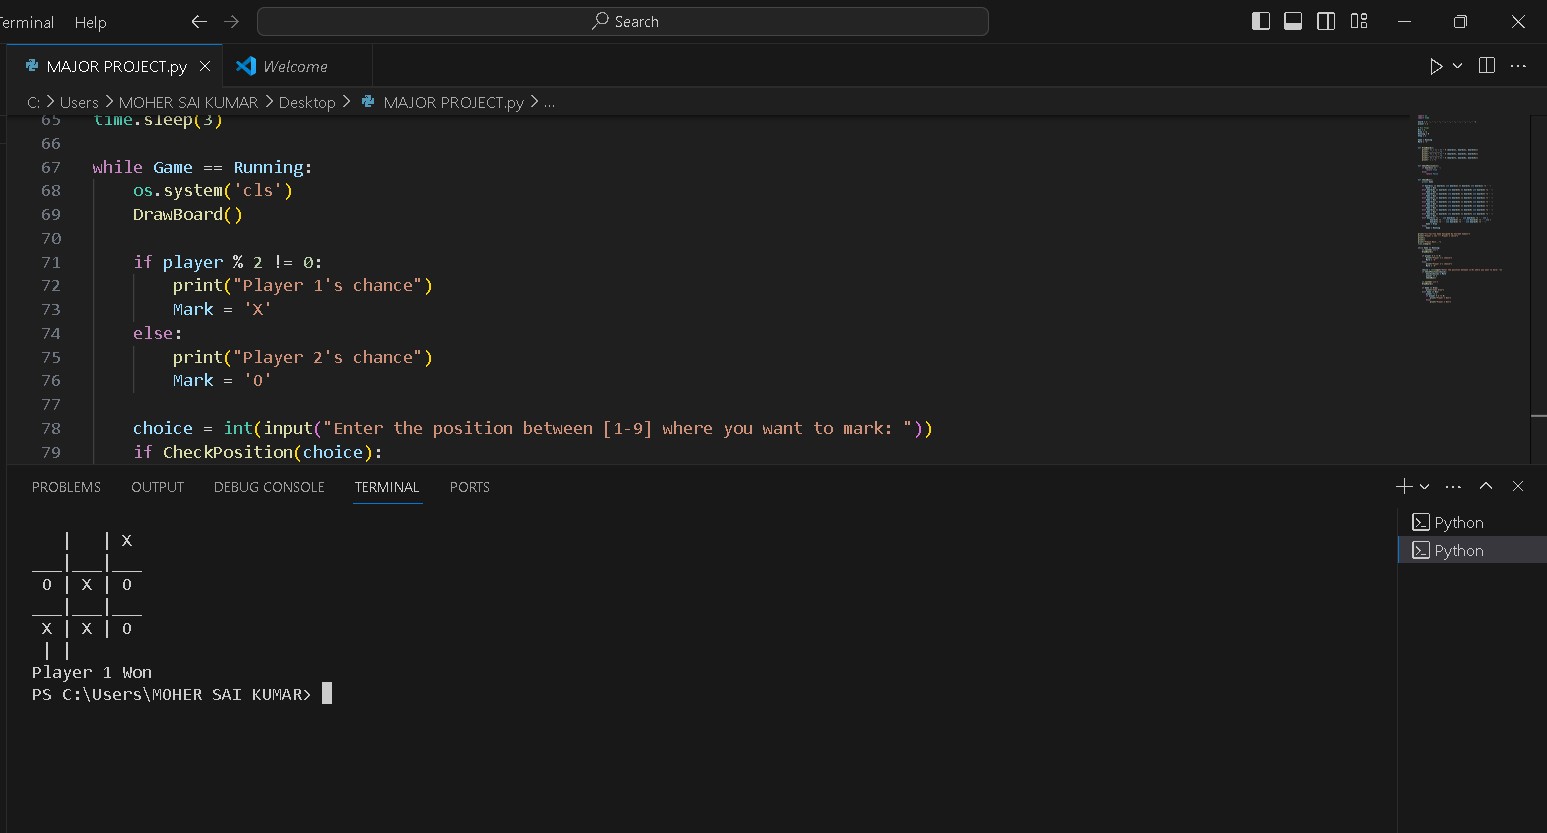 Terminal Help Search
MAJOR PROJECT.py Welcome
C: > Users > MOHER SAI KUMAR > Desktop > MAJOR PROJECT.py > ...
65 time.sleep(3)
66
67 while Game == Running:
68 os.system('cls')
69 DrawBoard()
70
71 if player % 2 != 0:
72 print("Player 1's chance")
73 Mark = 'X'
74 else:
75 print("Player 2's chance")
76 Mark = 'O'
77
78 choice = int(input("Enter the position between [1-9] where you want to mark: "))
79 if CheckPosition(choice):
PROBLEMS OUTPUT DEBUG CONSOLE TERMINAL PORTS
Python
Python
   |   | X
___|___|___
 O | X | O
___|___|___
 X | X | O
 | |
Player 1 Won
PS C:\Users\MOHER SAI KUMAR>